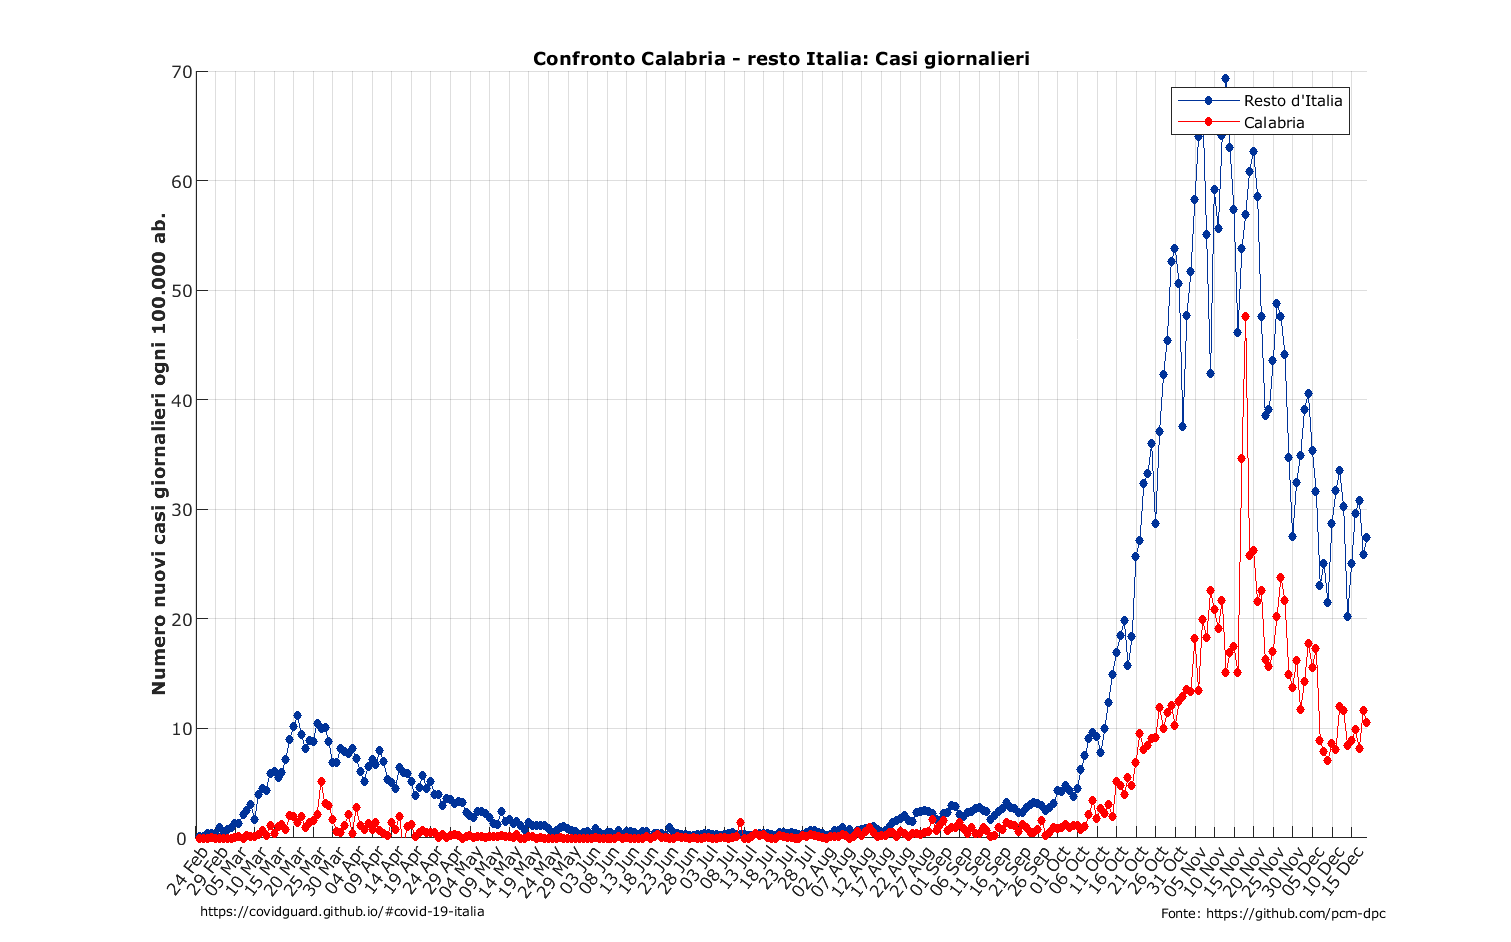 Confronto Calabria - resto Italia: Casi giornalieri
Resto d'Italia
Calabria
Numero nuovi casi giornalieri ogni 100.000 ab.
70
60
50
40
30
20
10
0
24 Feb
29 Feb
05 Mar
10 Mar
15 Mar
20 Mar
25 Mar
30 Mar
04 Apr
09 Apr
14 Apr
19 Apr
24 Apr
29 Apr
04 May
09 May
14 May
19 May
24 May
29 May
03 Jun
08 Jun
13 Jun
18 Jun
23 Jun
28 Jun
03 Jul
08 Jul
13 Jul
18 Jul
23 Jul
28 Jul
02 Aug
07 Aug
12 Aug
17 Aug
22 Aug
27 Aug
01 Sep
06 Sep
11 Sep
16 Sep
21 Sep
26 Sep
01 Oct
06 Oct
11 Oct
16 Oct
21 Oct
26 Oct
31 Oct
05 Nov
10 Nov
15 Nov
20 Nov
25 Nov
30 Nov
05 Dec
10 Dec
15 Dec
https://covidguard.github.io/#covid-19-italia
Fonte: https://github.com/pcm-dpc